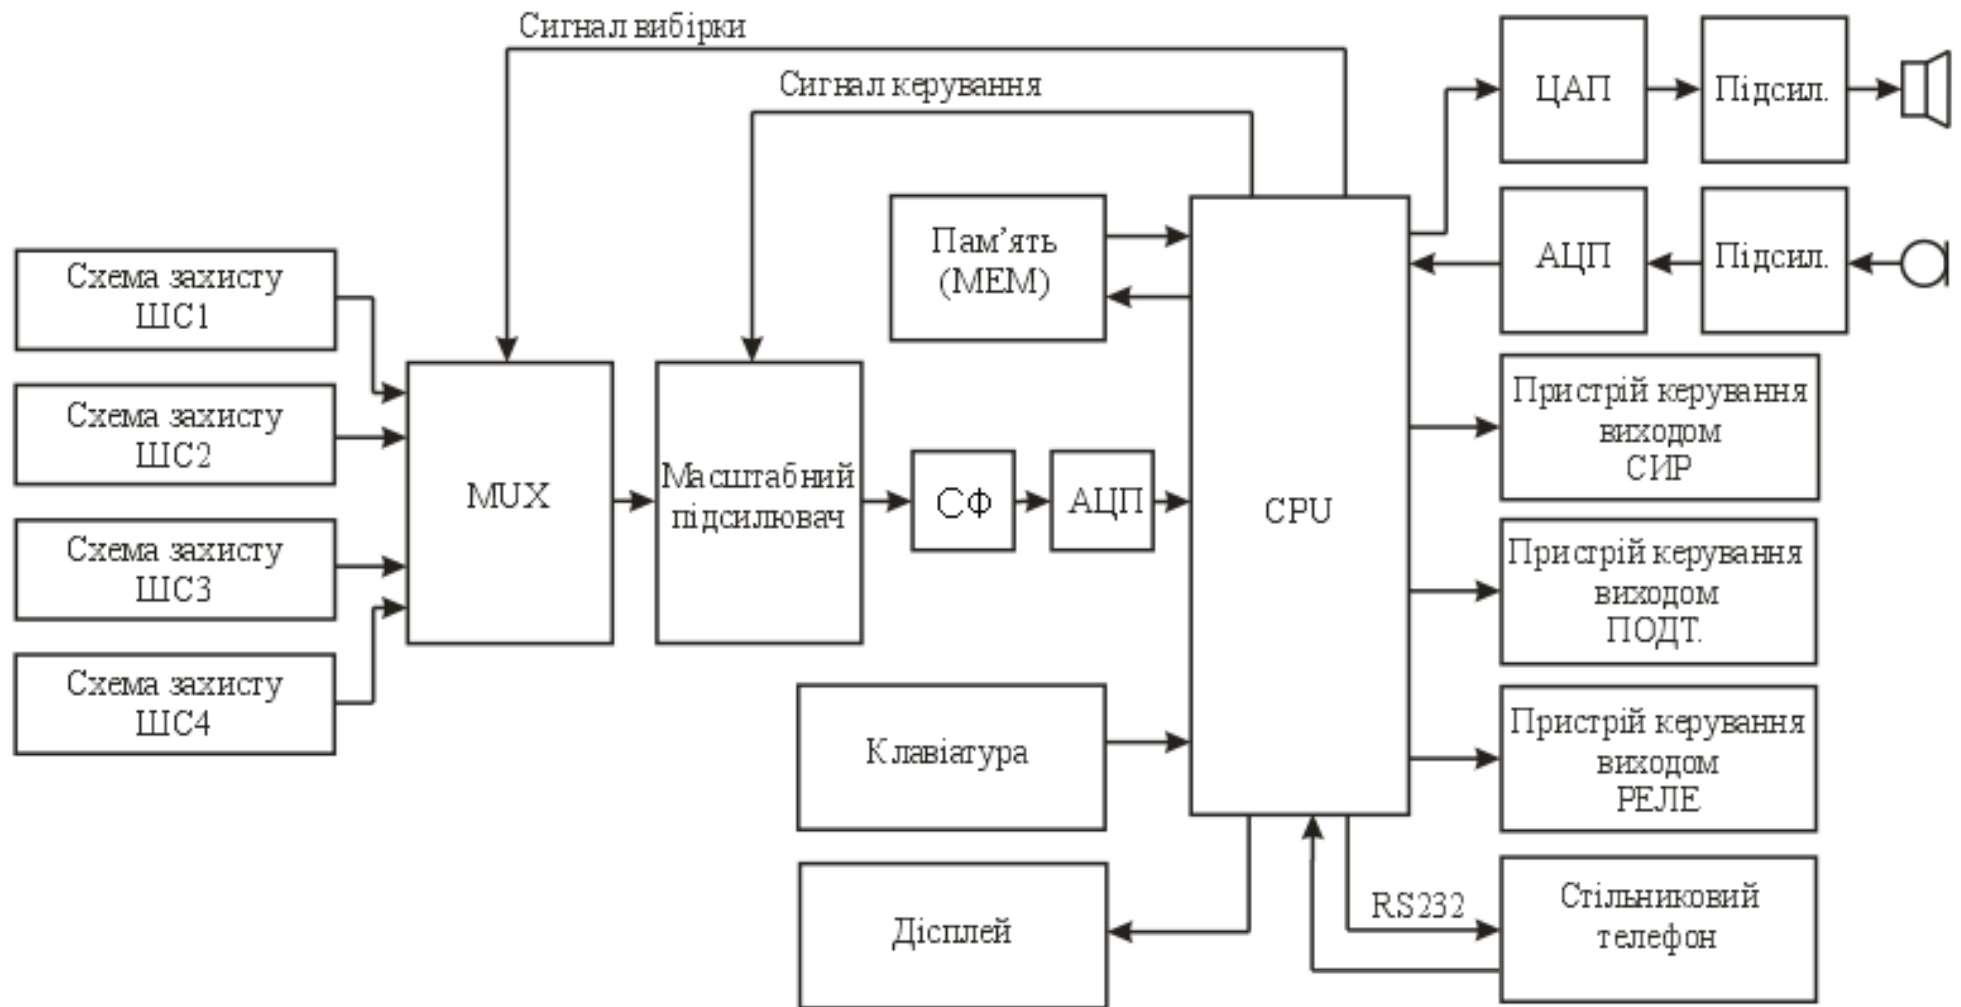 Сигнал вибірки
Сигнал керування
ЦАП
Підсил.
Пам’ять
(МЕМ)
АЦП
Підсил.
Схема захисту
ШС1
Схема захисту
ШС2
Схема захисту
ШС3
Схема захисту
ШС4
MUX
Масштабний
підсилювач
СФ
АЦП
CPU
Пристрій керування
виходом
СИР
Пристрій керування
виходом
ПОДТ.
Пристрій керування
виходом
РЕЛЕ
Клавіатура
Дісплей
RS232
Стільниковий
телефон